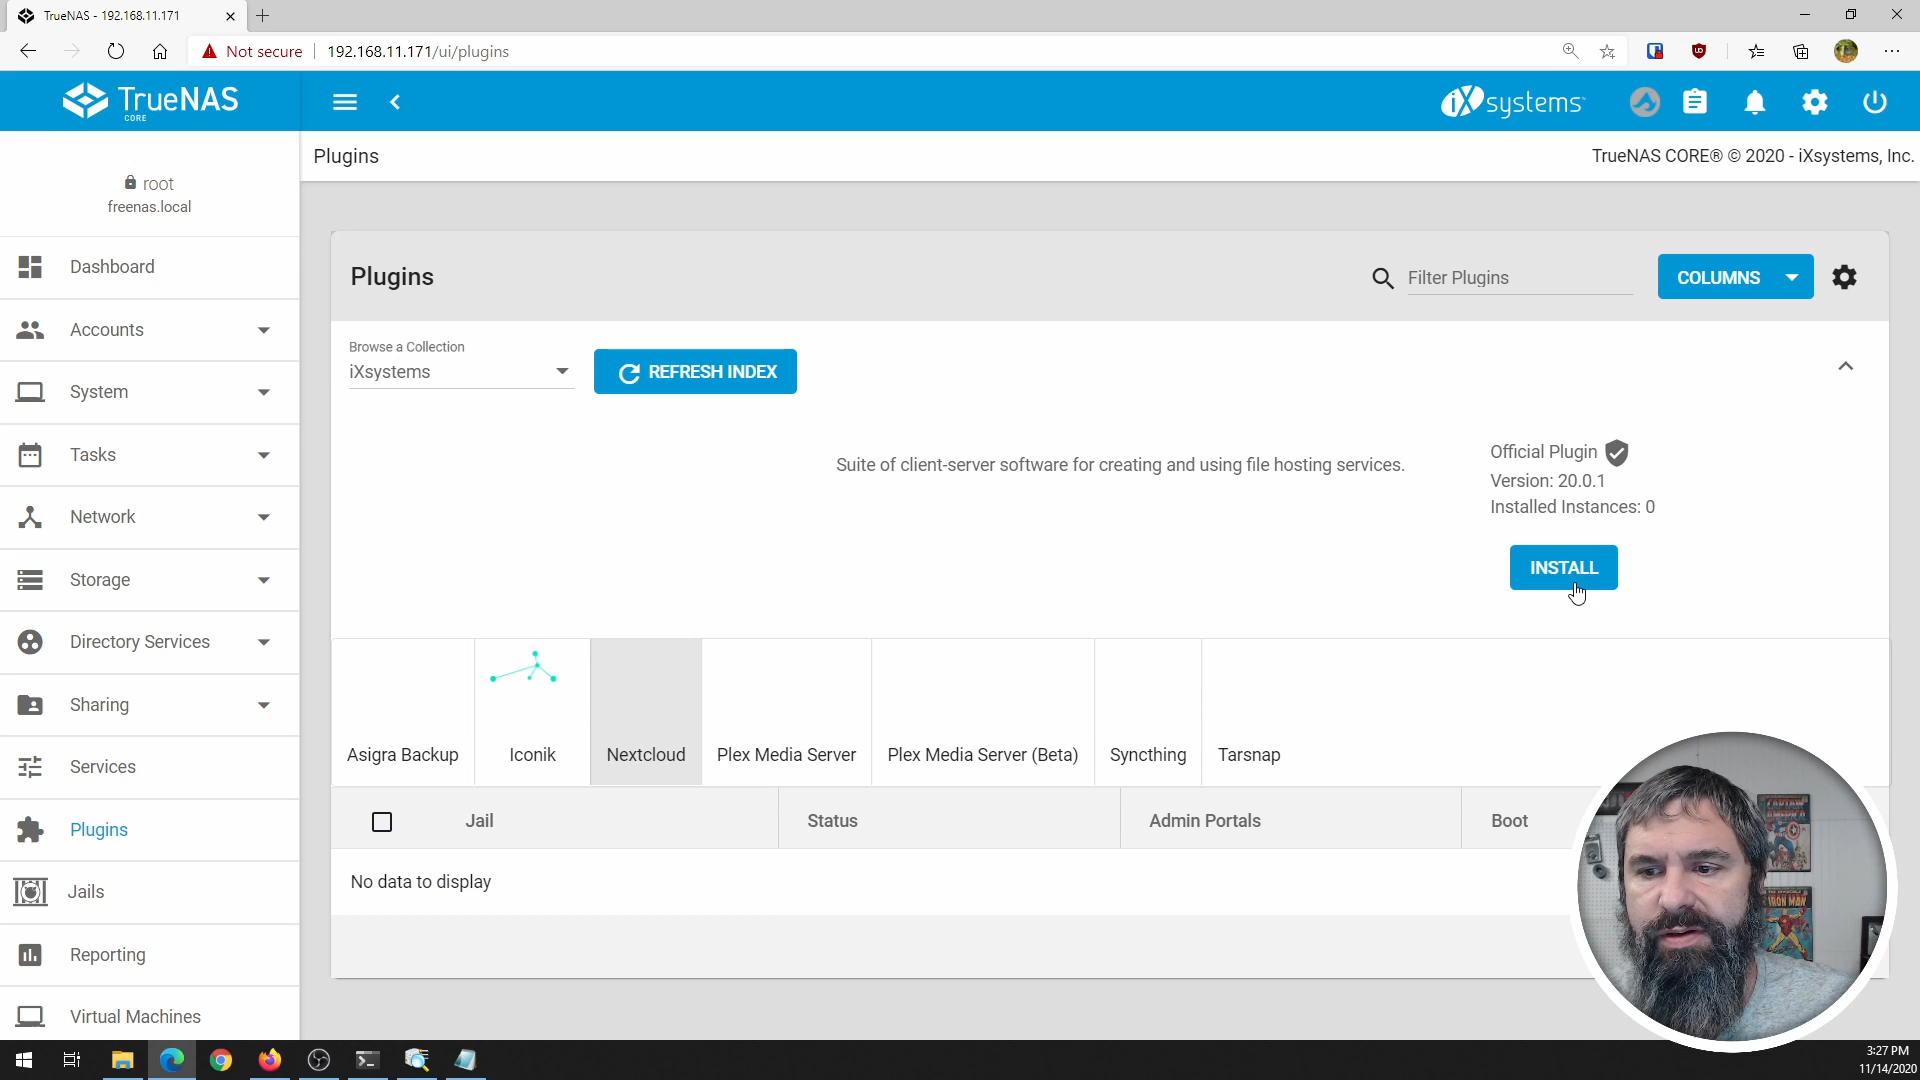 TrueNAS - 192.168.11.171
Not secure
192.168.11.171/ui/plugins
TrueNAS
CORE
iXsystems
Plugins
TrueNAS CORE® © 2020 - iXsystems, Inc.
root
freenas.local
Dashboard
Accounts
System
Tasks
Network
Storage
Directory Services
Sharing
Services
Plugins
Jails
Reporting
Virtual Machines
Plugins
Filter Plugins
COLUMNS
Browse a Collection
iXsystems
REFRESH INDEX
Suite of client-server software for creating and using file hosting services.
Official Plugin
Version: 20.0.1
Installed Instances: 0
INSTALL
Asigra Backup
Iconik
Nextcloud
Plex Media Server
Plex Media Server (Beta)
Syncthing
Tarsnap
Jail
Status
Admin Portals
Boot
No data to display
CAPTAIN
IRON MAN
3:27 PM
11/14/2020